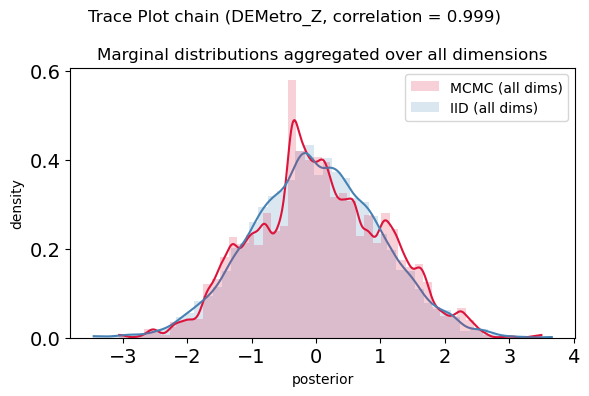 Trace Plot chain (DEMetro_Z, correlation = 0.999)
Marginal distributions aggregated over all dimensions
MCMC (all dims)
IID (all dims)
density
0.6
0.4
0.2
0.0
−3 −2 −1 0 1 2 3 4
posterior